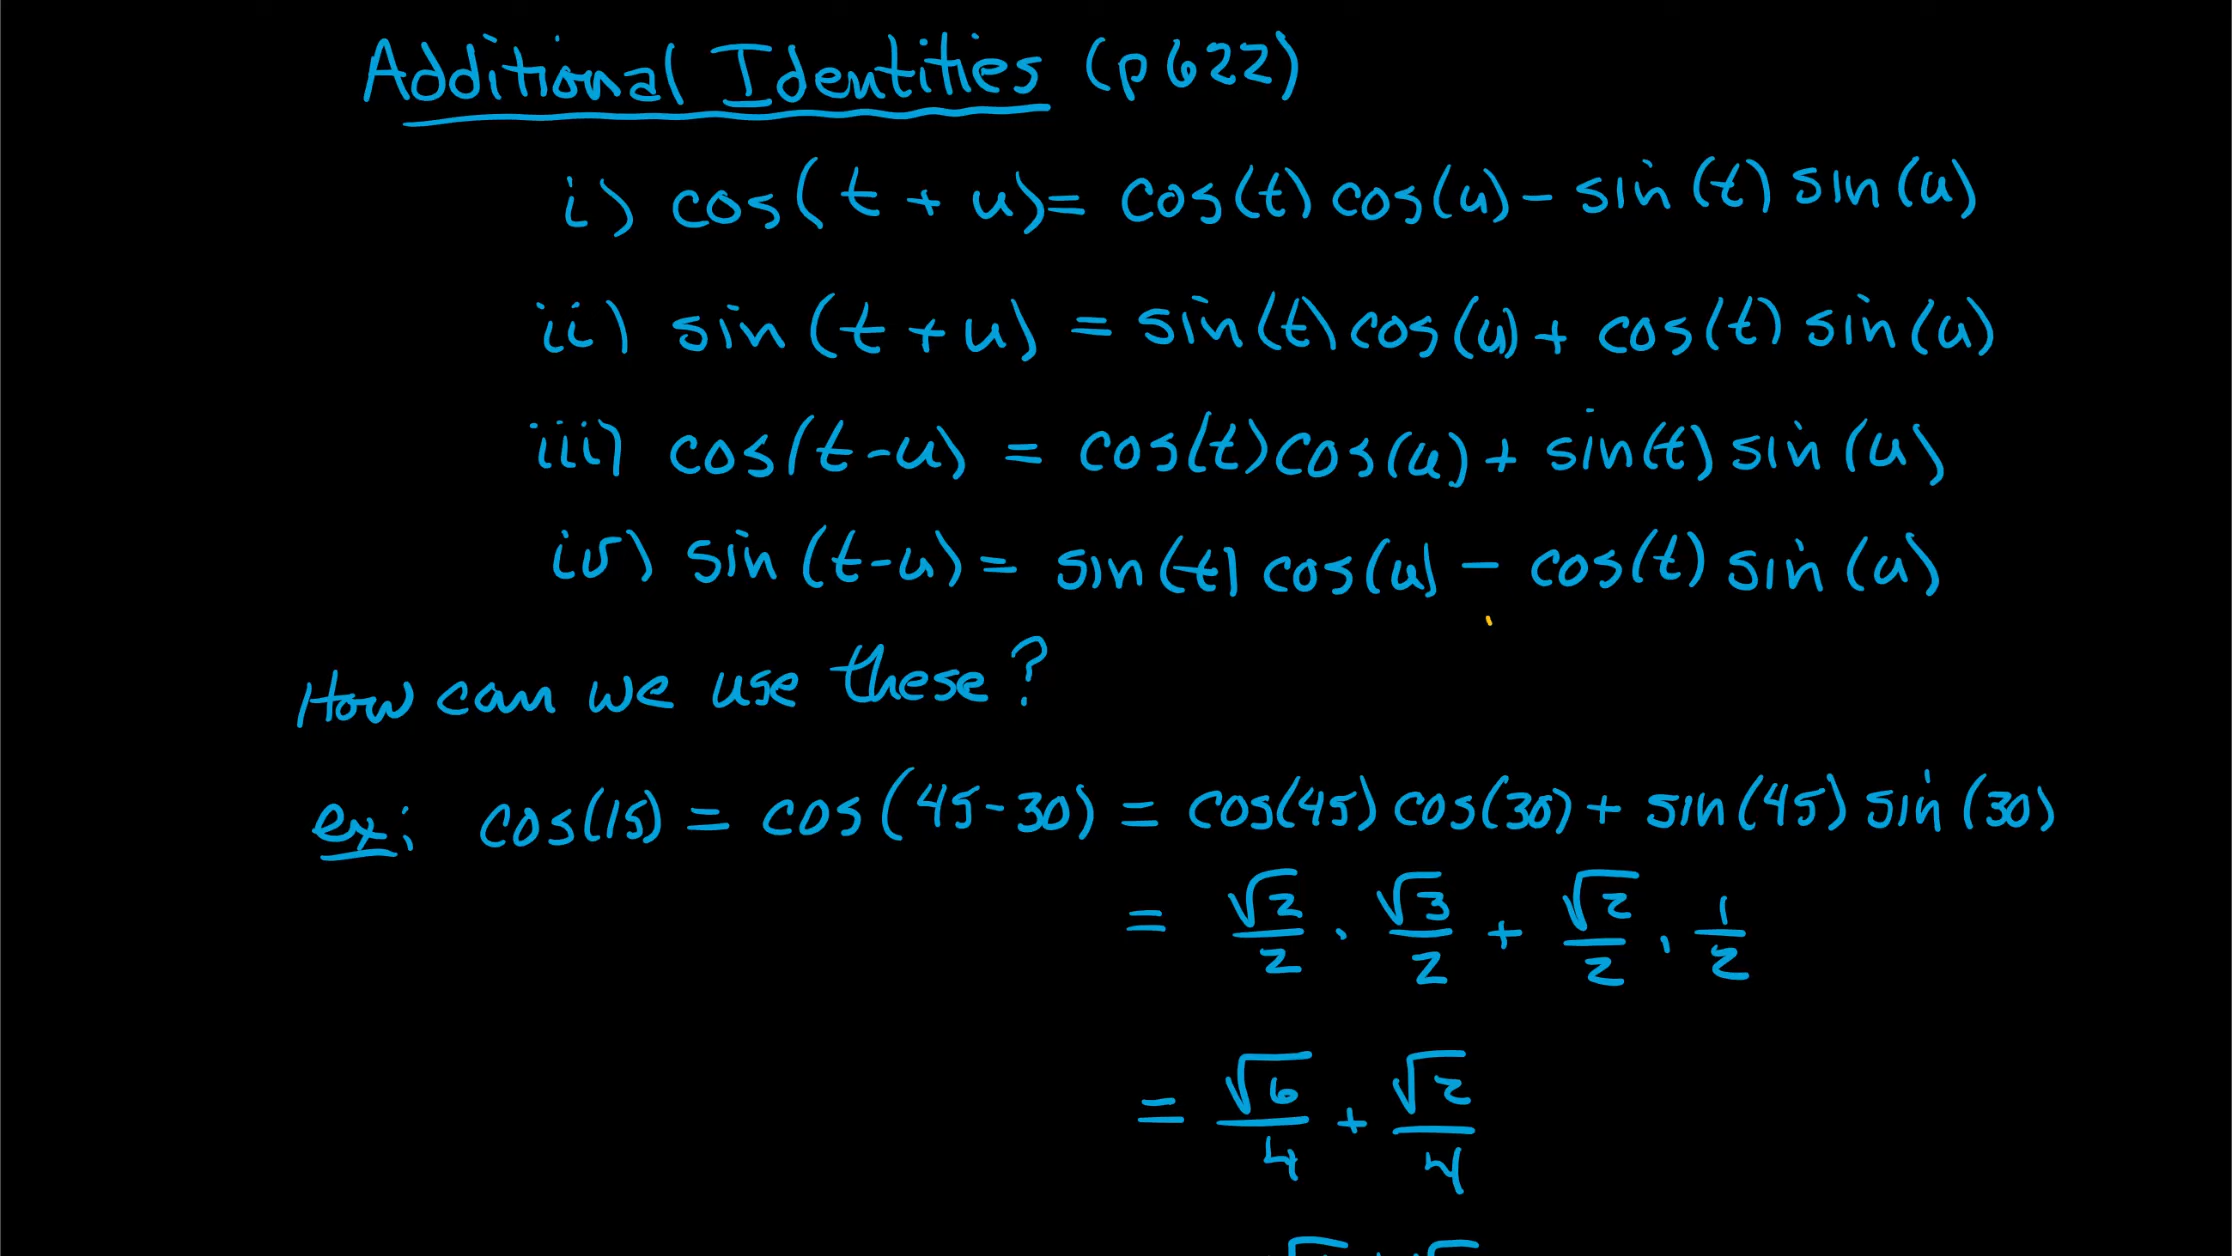 Additional Identities (p622)
i) cos(t+u)= cos(t) cos(u) - sin(t) sin(u)
ii) sin(t+u) = sin(t) cos(u) + cos(t) sin(u)
iii) cos(t-u) = cos(t) cos(u) + sin(t) sin(u)
iv) sin(t-u) = sin(t) cos(u) - cos(t) sin(u)
How can we use these?
ex: cos(15) = cos(45-30) = cos(45) cos(30) + sin(45) sin(30)
= √2/2 · √3/2 + √2/2 · 1/2
= √6/4 + √2/4